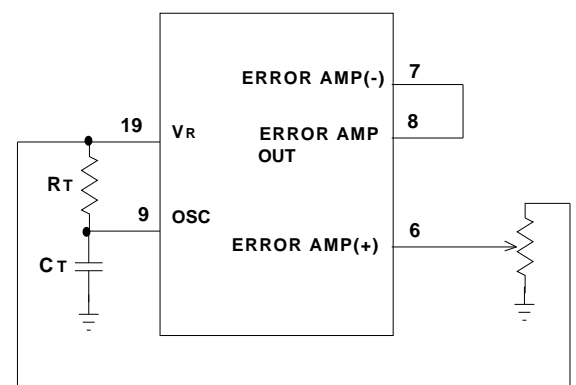 ERROR AMP(-)
7
19
VR
ERROR AMP
OUT
8
RT
9
OSC
ERROR AMP(+)
6
CT